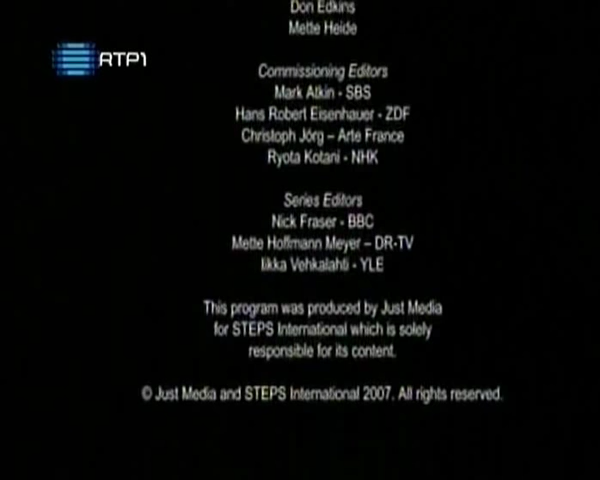 Don Edkins
Mette Heide
RTP1
Commissioning Editors
Mark Atkin - SBS
Hans Robert Eisenhauer - ZDF
Christoph Jörg – Arte France
Ryota Kotani - NHK
Series Editors
Nick Fraser - BBC
Mette Hoffmann Meyer – DR-TV
Iikka Vehkalahti - YLE
This program was produced by Just Media
for STEPS International which is solely
responsible for its content.
© Just Media and STEPS International 2007. All rights reserved.